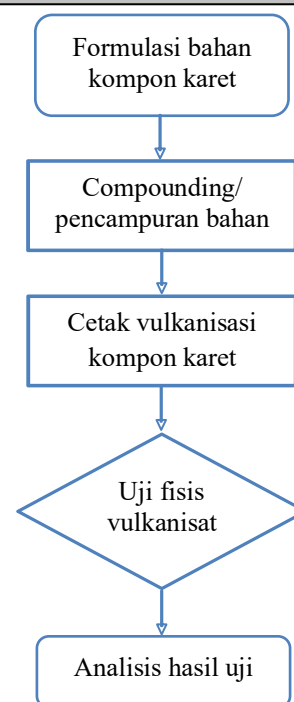 Formulasi bahan
kompon karet
Compounding/
pencampuran bahan
Cetak vulkanisasi
kompon karet
Uji fisis
vulkanisat
Analisis hasil uji